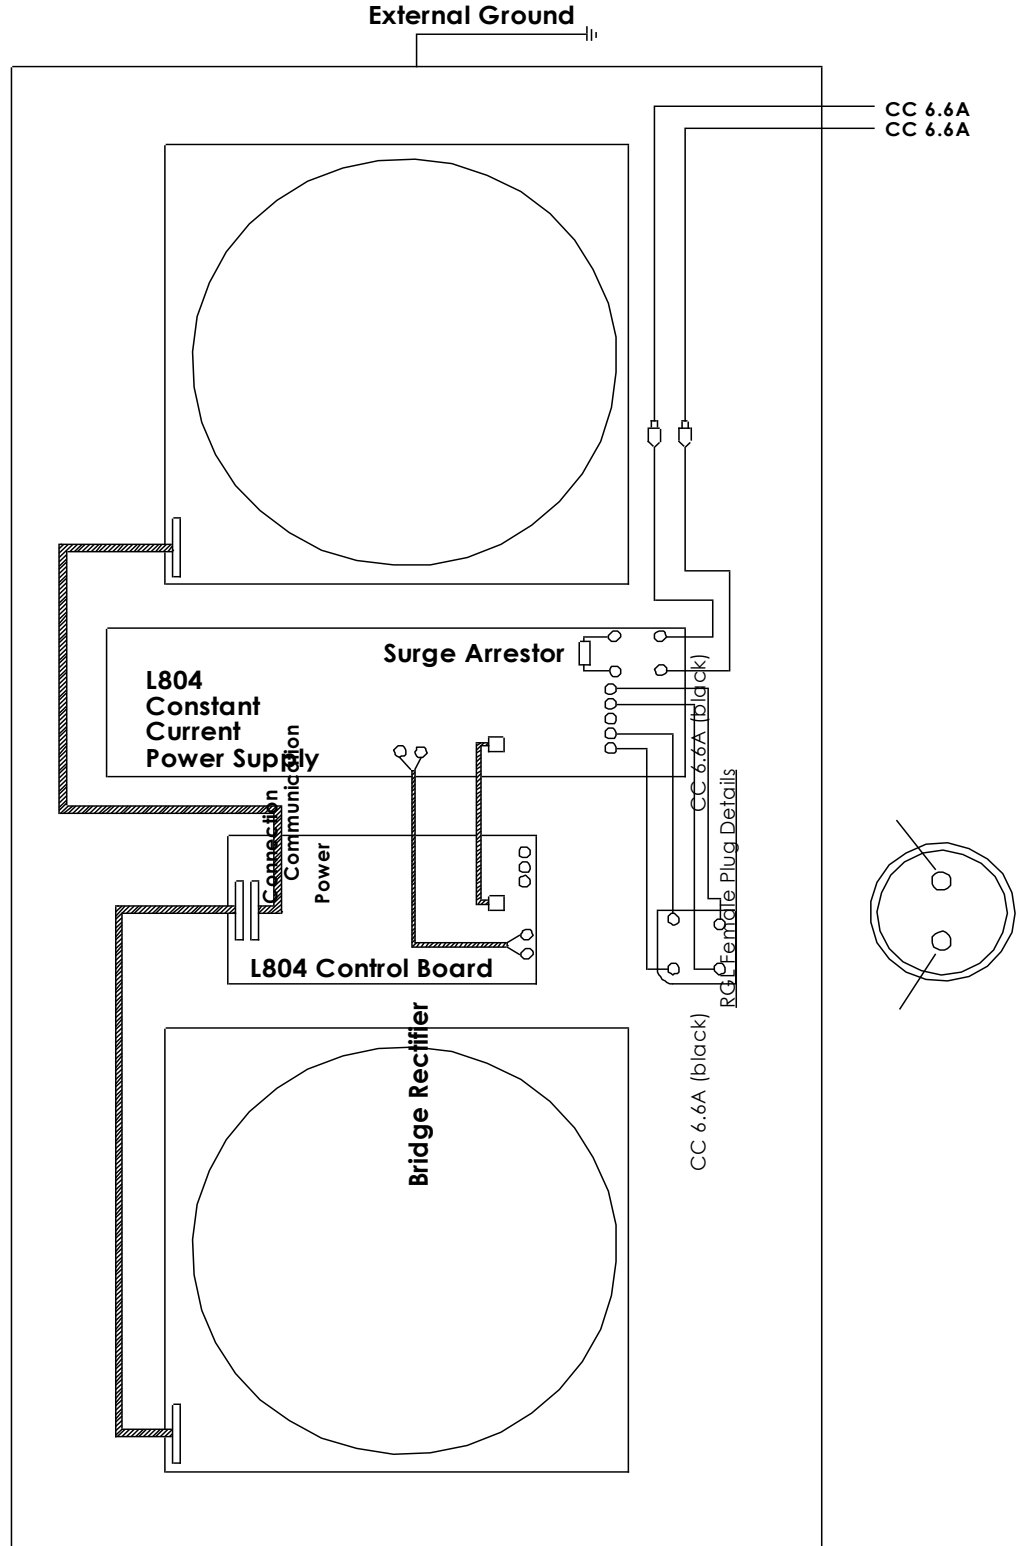 External Ground
CC 6.6A
CC 6.6A
Surge Arrestor
L804
Constant
Current
Power Supply
Connection
Communication
Power
CC 6.6A (black)
RGL Female Plug Details
L804 Control Board
Bridge Rectifier
CC 6.6A (black)